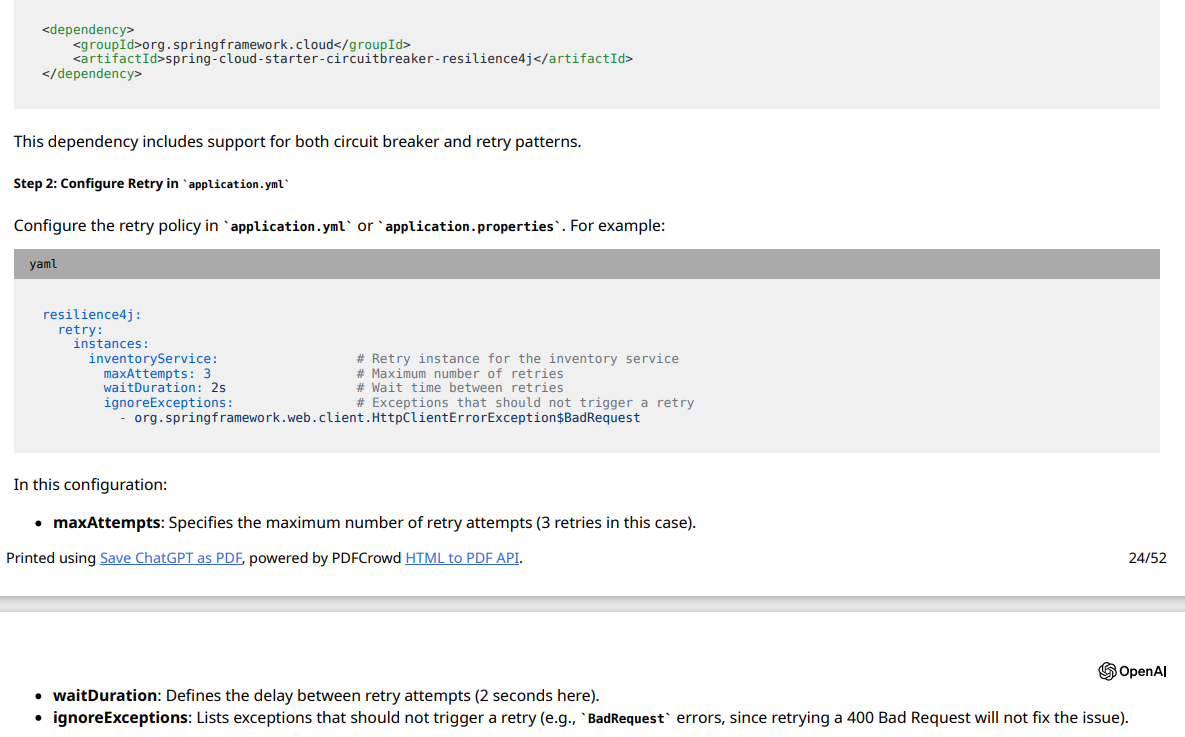 <dependency>
    <groupId>org.springframework.cloud</groupId>
    <artifactId>spring-cloud-starter-circuitbreaker-resilience4j</artifactId>
</dependency>
This dependency includes support for both circuit breaker and retry patterns.
Step 2: Configure Retry in `application.yml`
Configure the retry policy in `application.yml` or `application.properties`. For example:
yaml
resilience4j:
  retry:
    instances:
      inventoryService:                  # Retry instance for the inventory service
        maxAttempts: 3                   # Maximum number of retries
        waitDuration: 2s                 # Wait time between retries
        ignoreExceptions:                # Exceptions that should not trigger a retry
          - org.springframework.web.client.HttpClientErrorException$BadRequest
In this configuration:
• maxAttempts: Specifies the maximum number of retry attempts (3 retries in this case).
Printed using Save ChatGPT as PDF, powered by PDFCrowd HTML to PDF API. 24/52
OpenAI
• waitDuration: Defines the delay between retry attempts (2 seconds here).
• ignoreExceptions: Lists exceptions that should not trigger a retry (e.g., `BadRequest` errors, since retrying a 400 Bad Request will not fix the issue).